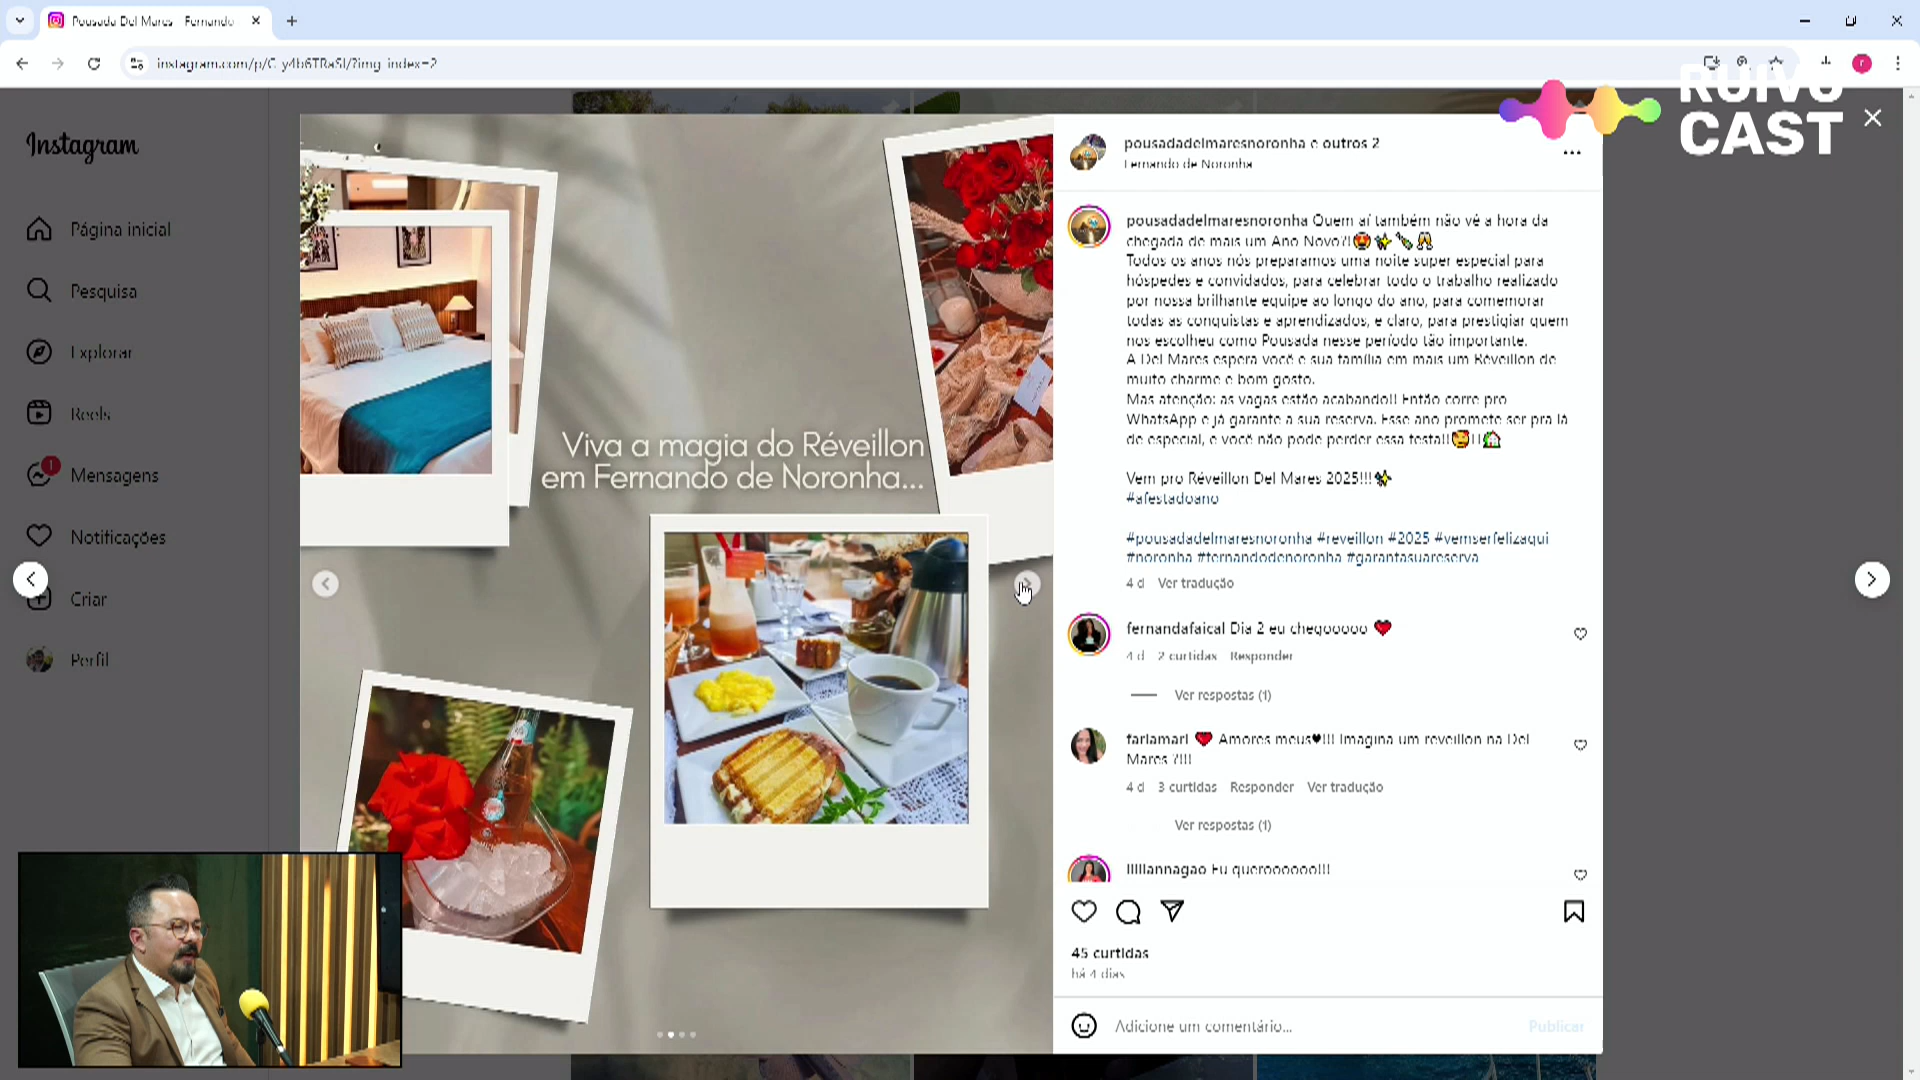 Pousada Del Mares - Fernando
instagram.com/p/C_y4b6TRaSI/?img_index=2
RUIVO
CAST
Instagram
Página inicial
Pesquisa
Explorar
Reels
1
Mensagens
Notificações
Criar
Perfil
Viva a magia do Réveillon
em Fernando de Noronha...
pousadadelmaresnoronha e outros 2
Fernando de Noronha
pousadadelmaresnoronha Quem aí também não vê a hora da
chegada de mais um Ano Novo?!😍✨🍾🥂
Todos os anos nós preparamos uma noite super especial para
hóspedes e convidados, para celebrar todo o trabalho realizado
por nossa brilhante equipe ao longo do ano, para comemorar
todas as conquistas e aprendizados, e claro, para prestigiar quem
nos escolheu como Pousada nesse período tão importante.
A Del Mares espera você e sua família em mais um Réveillon de
muito charme e bom gosto.
Mas atenção: as vagas estão acabando!! Então corre pro
WhatsApp e já garante a sua reserva. Esse ano promete ser pra lá
de especial, e você não pode perder essa festa!!
Vem pro Réveillon Del Mares 2025!!!✨
#afestadoano
#pousadadelmaresnoronha #reveillon #2025 #vemserfelizaqui
#noronha #fernandodenoronha #garantasuareserva
4 d Ver tradução
fernandafaical Dia 2 eu chegooooo ❤️
4 d 2 curtidas Responder
Ver respostas (1)
farlamarl ❤️ Amores meus♥!!! Imagina um reveillon na Del
Mares ?!!!
4 d 3 curtidas Responder Ver tradução
Ver respostas (1)
Eu querooooooo!!!
45 curtidas
há 4 dias
Adicione um comentário...
Publicar